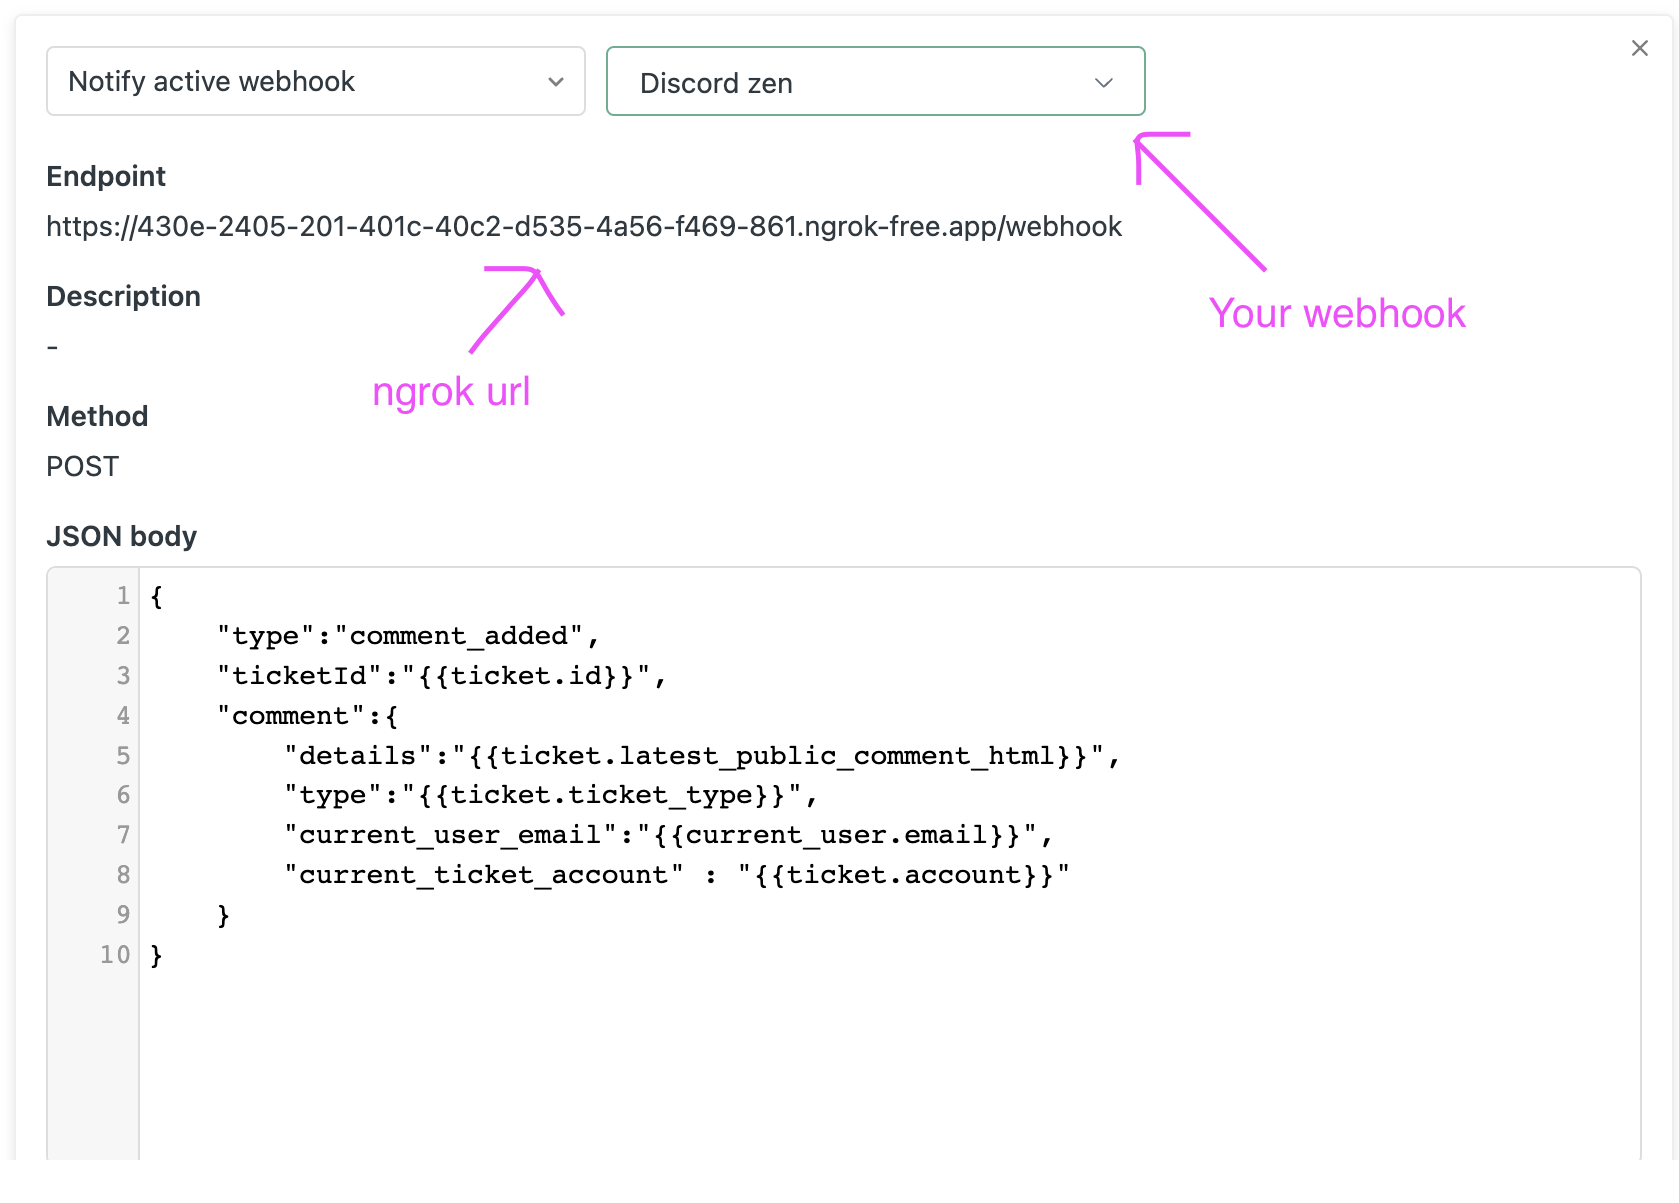 Notify active webhook
Discord zen
Endpoint
https://430e-2405-201-401c-40c2-d535-4a56-f469-861.ngrok-free.app/webhook
Your webhook
Description
-
ngrok url
Method
POST
JSON body
1 {
2 "type":"comment_added",
3 "ticketId":"{{ticket.id}}",
4 "comment":{
5 "details":"{{ticket.latest_public_comment_html}}",
6 "type":"{{ticket.ticket_type}}",
7 "current_user_email":"{{current_user.email}}",
8 "current_ticket_account" : "{{ticket.account}}"
9 }
10 }